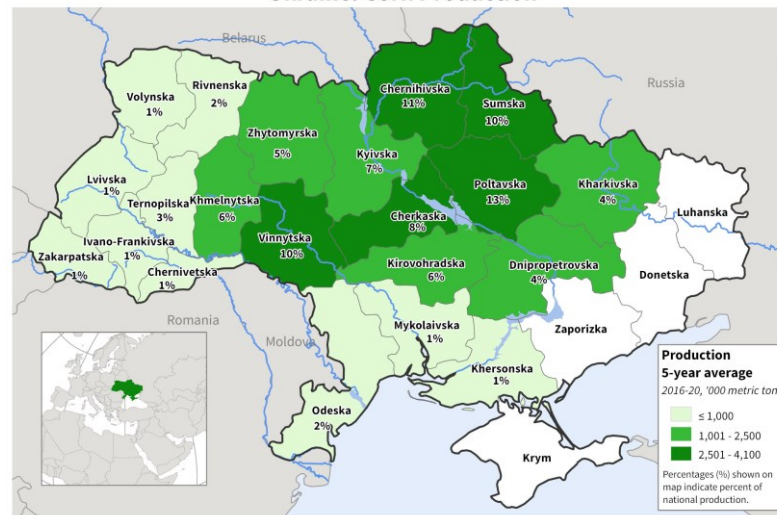 Belarus
Russia
Volynska
1%
Rivnenska
2%
Chernihivska
11%
Sumska
10%
Zhytomyrska
5%
Kyivska
7%
Lvivska
1%
Ternopilska
3%
Khmelnytska
6%
Poltavska
13%
Kharkivska
4%
Luhanska
Cherkaska
8%
Vinnytska
10%
Ivano-Frankivska
1%
Zakarpatska
1%
Chernivetska
1%
Kirovohradska
6%
Dnipropetrovska
4%
Donetska
Romania
Moldova
Mykolaivska
1%
Zaporizka
Khersonska
1%
Odeska
2%
Krym
Production
5-year average
2016-20, '000 metric ton
≤ 1,000
1,001 - 2,500
2,501 - 4,100
Percentages (%) shown on
map indicate percent of
national production.